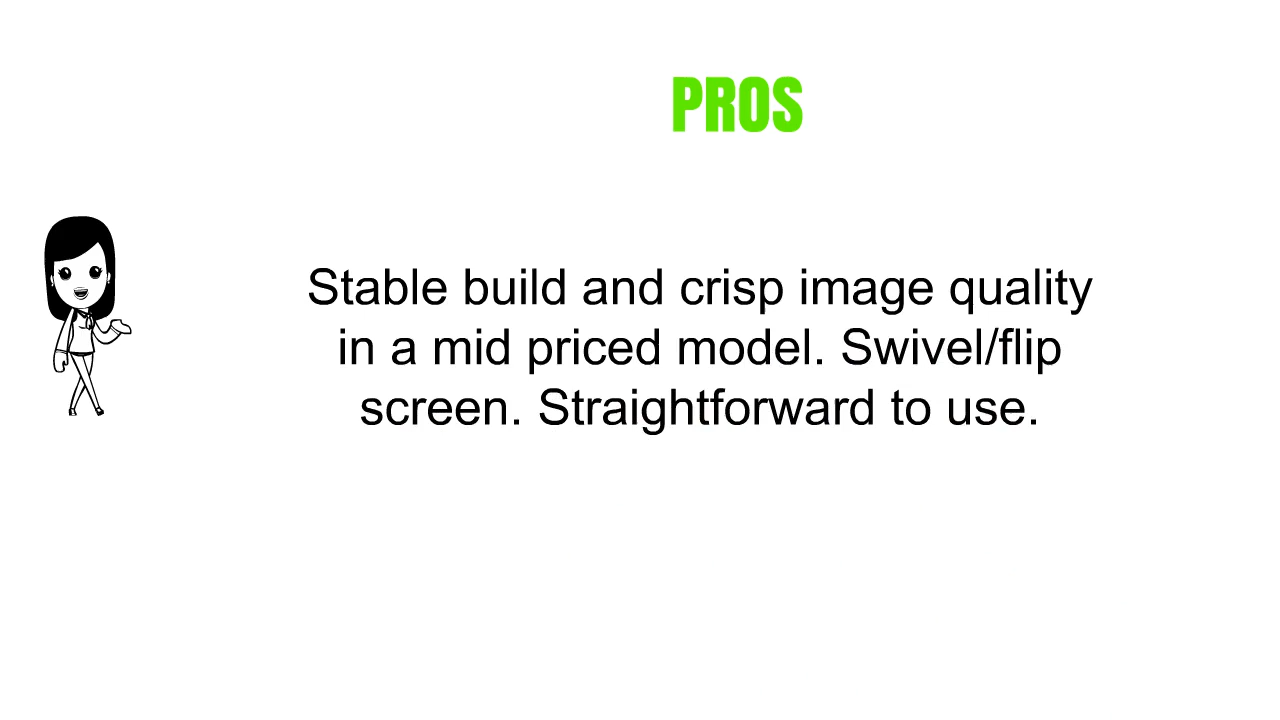 PROS
Stable build and crisp image quality
in a mid priced model. Swivel/flip
screen. Straightforward to use.